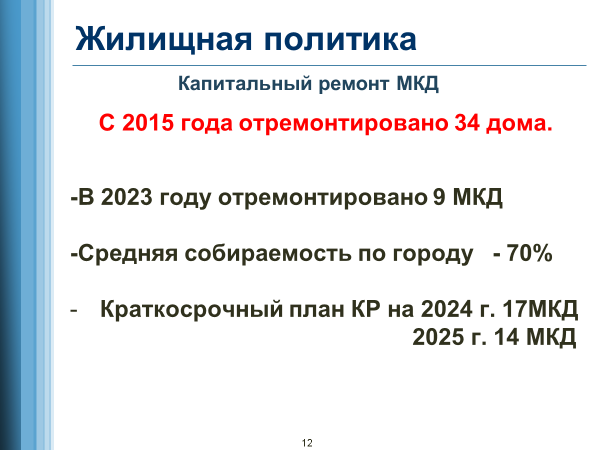 Жилищная политика
Капитальный ремонт МКД
С 2015 года отремонтировано 34 дома.
-В 2023 году отремонтировано 9 МКД
-Средняя собираемость по городу - 70%
- Краткосрочный план КР на 2024 г. 17МКД
2025 г. 14 МКД
12